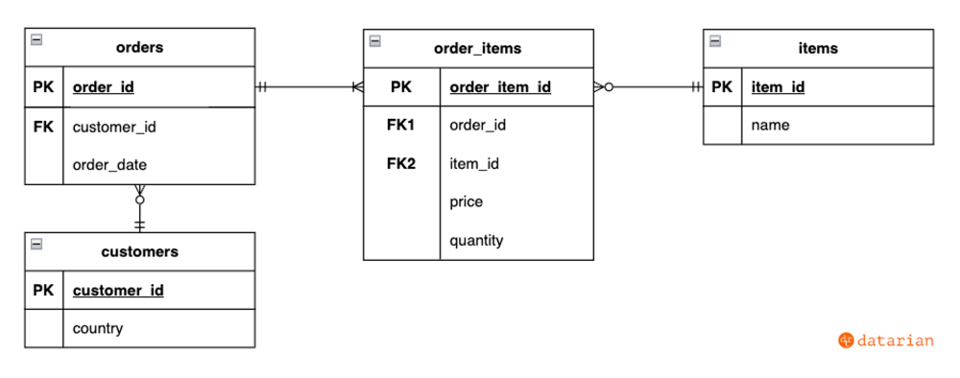 orders
PK order_id
FK customer_id
order_date
order_items
PK order_item_id
FK1 order_id
FK2 item_id
price
quantity
items
PK item_id
name
customers
PK customer_id
country
datarian